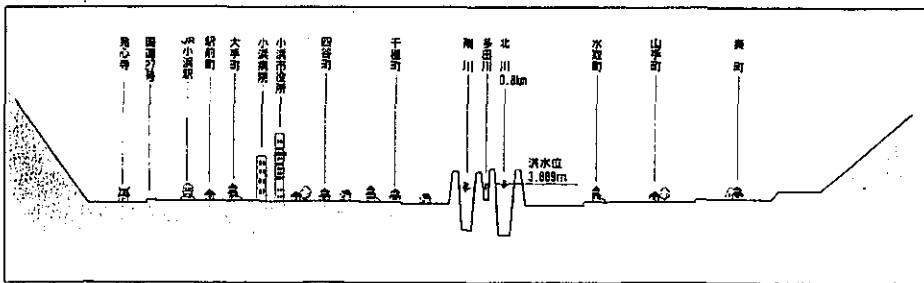 発心寺
国道27号
JR小浜駅
駅前町
大手町
小浜病院
小浜市役所
四谷町
千種町
南川
多田川
北川
0.8km
水取町
山手町
湊町
洪水位
3.889m